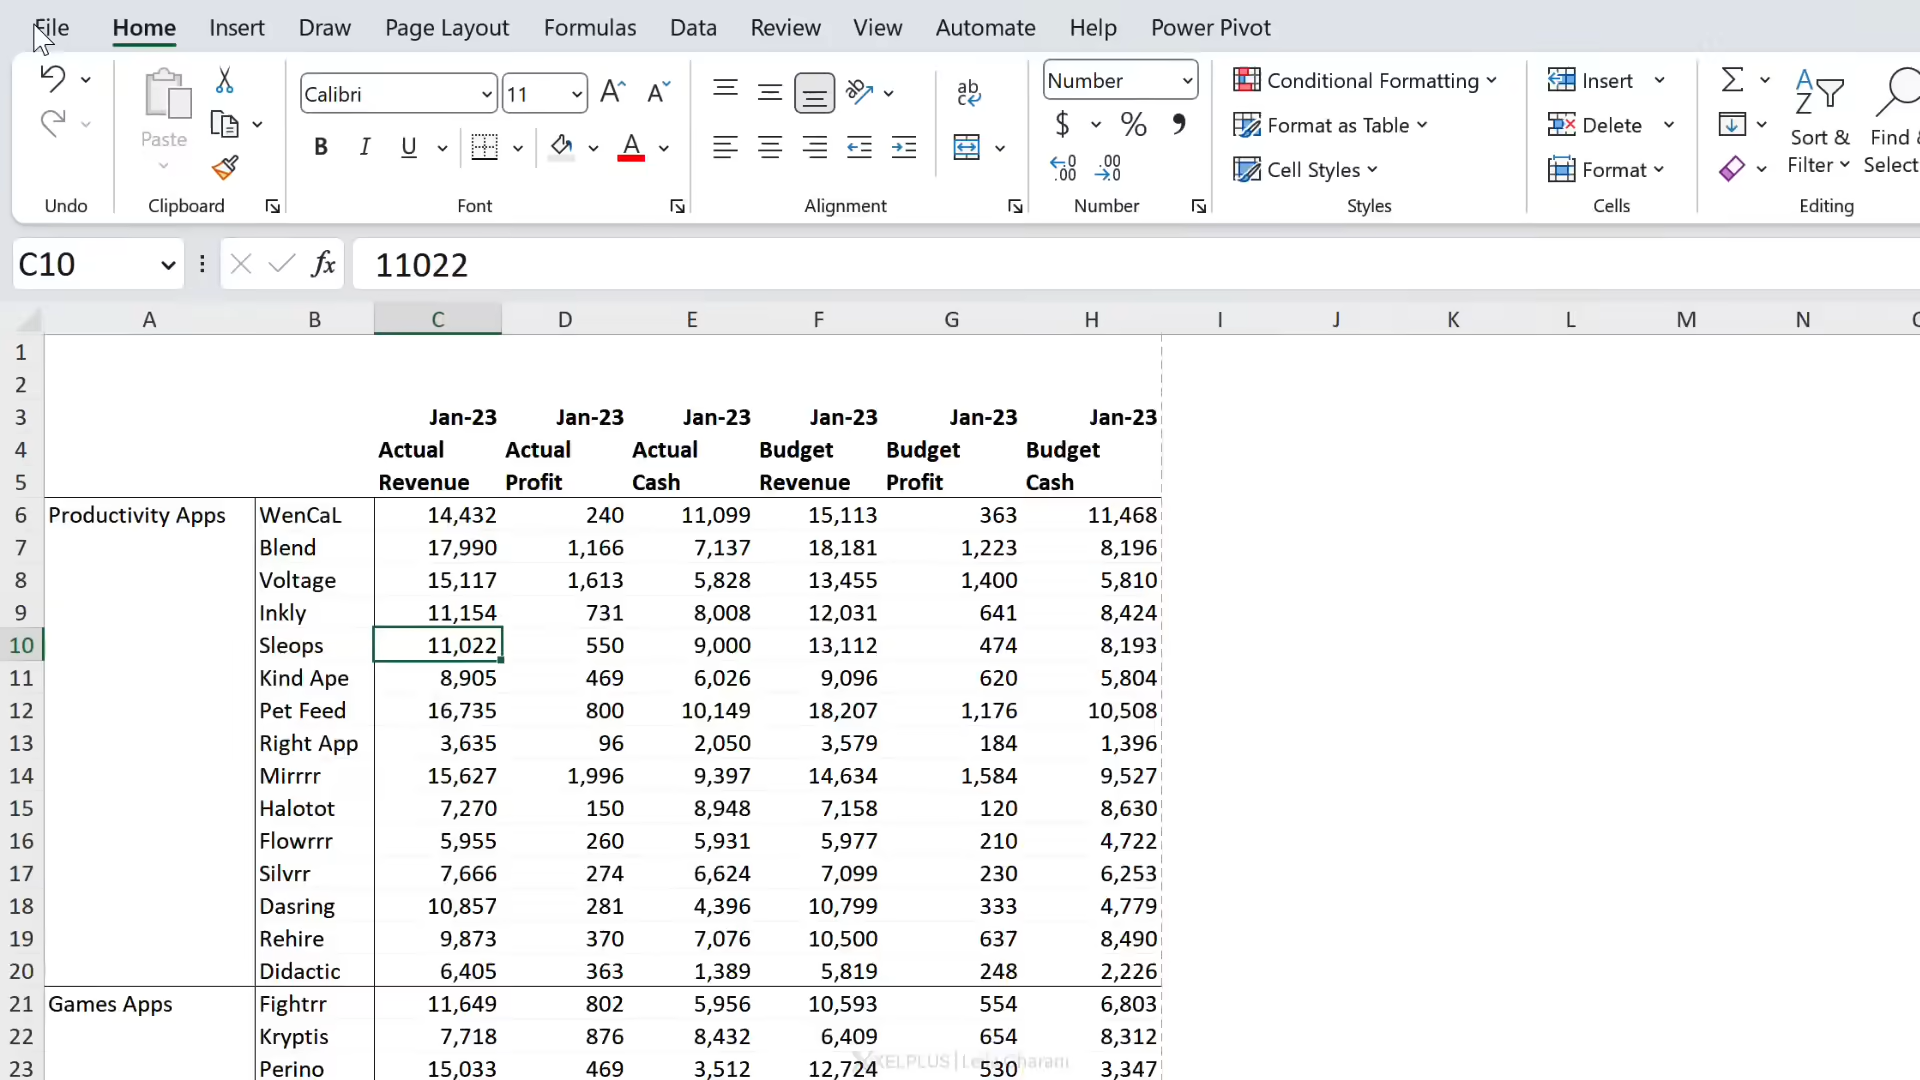 File Home Insert Draw Page Layout Formulas Data Review View Automate Help Power Pivot
Calibri 11 ab Number Conditional Formatting Insert
Paste B I U A $ % Format as Table Delete Sort & Find &
Cell Styles Format Filter Select
Undo Clipboard Font Alignment Number Styles Cells Editing
C10 fx 11022
A B C D E F G H I J K L M N
1
2
3 Jan-23 Jan-23 Jan-23 Jan-23 Jan-23 Jan-23
4 Actual Actual Actual Budget Budget Budget
5 Revenue Profit Cash Revenue Profit Cash
6 Productivity Apps WenCaL 14,432 240 11,099 15,113 363 11,468
7 Blend 17,990 1,166 7,137 18,181 1,223 8,196
8 Voltage 15,117 1,613 5,828 13,455 1,400 5,810
9 Inkly 11,154 731 8,008 12,031 641 8,424
10 Sleops 11,022 550 9,000 13,112 474 8,193
11 Kind Ape 8,905 469 6,026 9,096 620 5,804
12 Pet Feed 16,735 800 10,149 18,207 1,176 10,508
13 Right App 3,635 96 2,050 3,579 184 1,396
14 Mirrrr 15,627 1,996 9,397 14,634 1,584 9,527
15 Halotot 7,270 150 8,948 7,158 120 8,630
16 Flowrrr 5,955 260 5,931 5,977 210 4,722
17 Silvrr 7,666 274 6,624 7,099 230 6,253
18 Dasring 10,857 281 4,396 10,799 333 4,779
19 Rehire 9,873 370 7,076 10,500 637 8,490
20 Didactic 6,405 363 1,389 5,819 248 2,226
21 Games Apps Fightrr 11,649 802 5,956 10,593 554 6,803
22 Kryptis 7,718 876 8,432 6,409 654 8,312
23 Perino 15,033 469 3,512 12,724 530 3,347